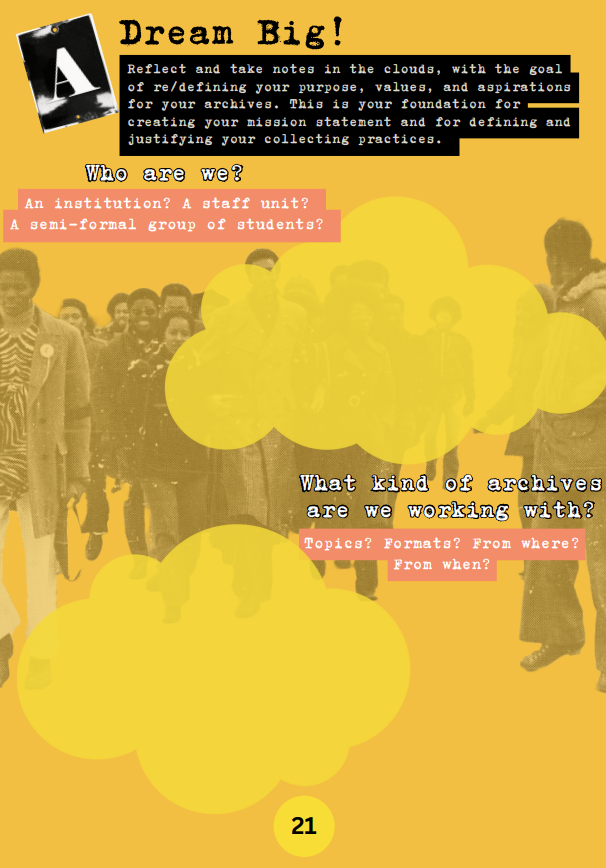 A
Dream Big!
Reflect and take notes in the clouds, with the goal
of re/defining your purpose, values, and aspirations
for your archives. This is your foundation for
creating your mission statement and for defining and
justifying your collecting practices.
Who are we?
An institution? A staff unit?
A semi-formal group of students?
What kind of archives
are we working with?
Topics? Formats? From where?
From when?
21